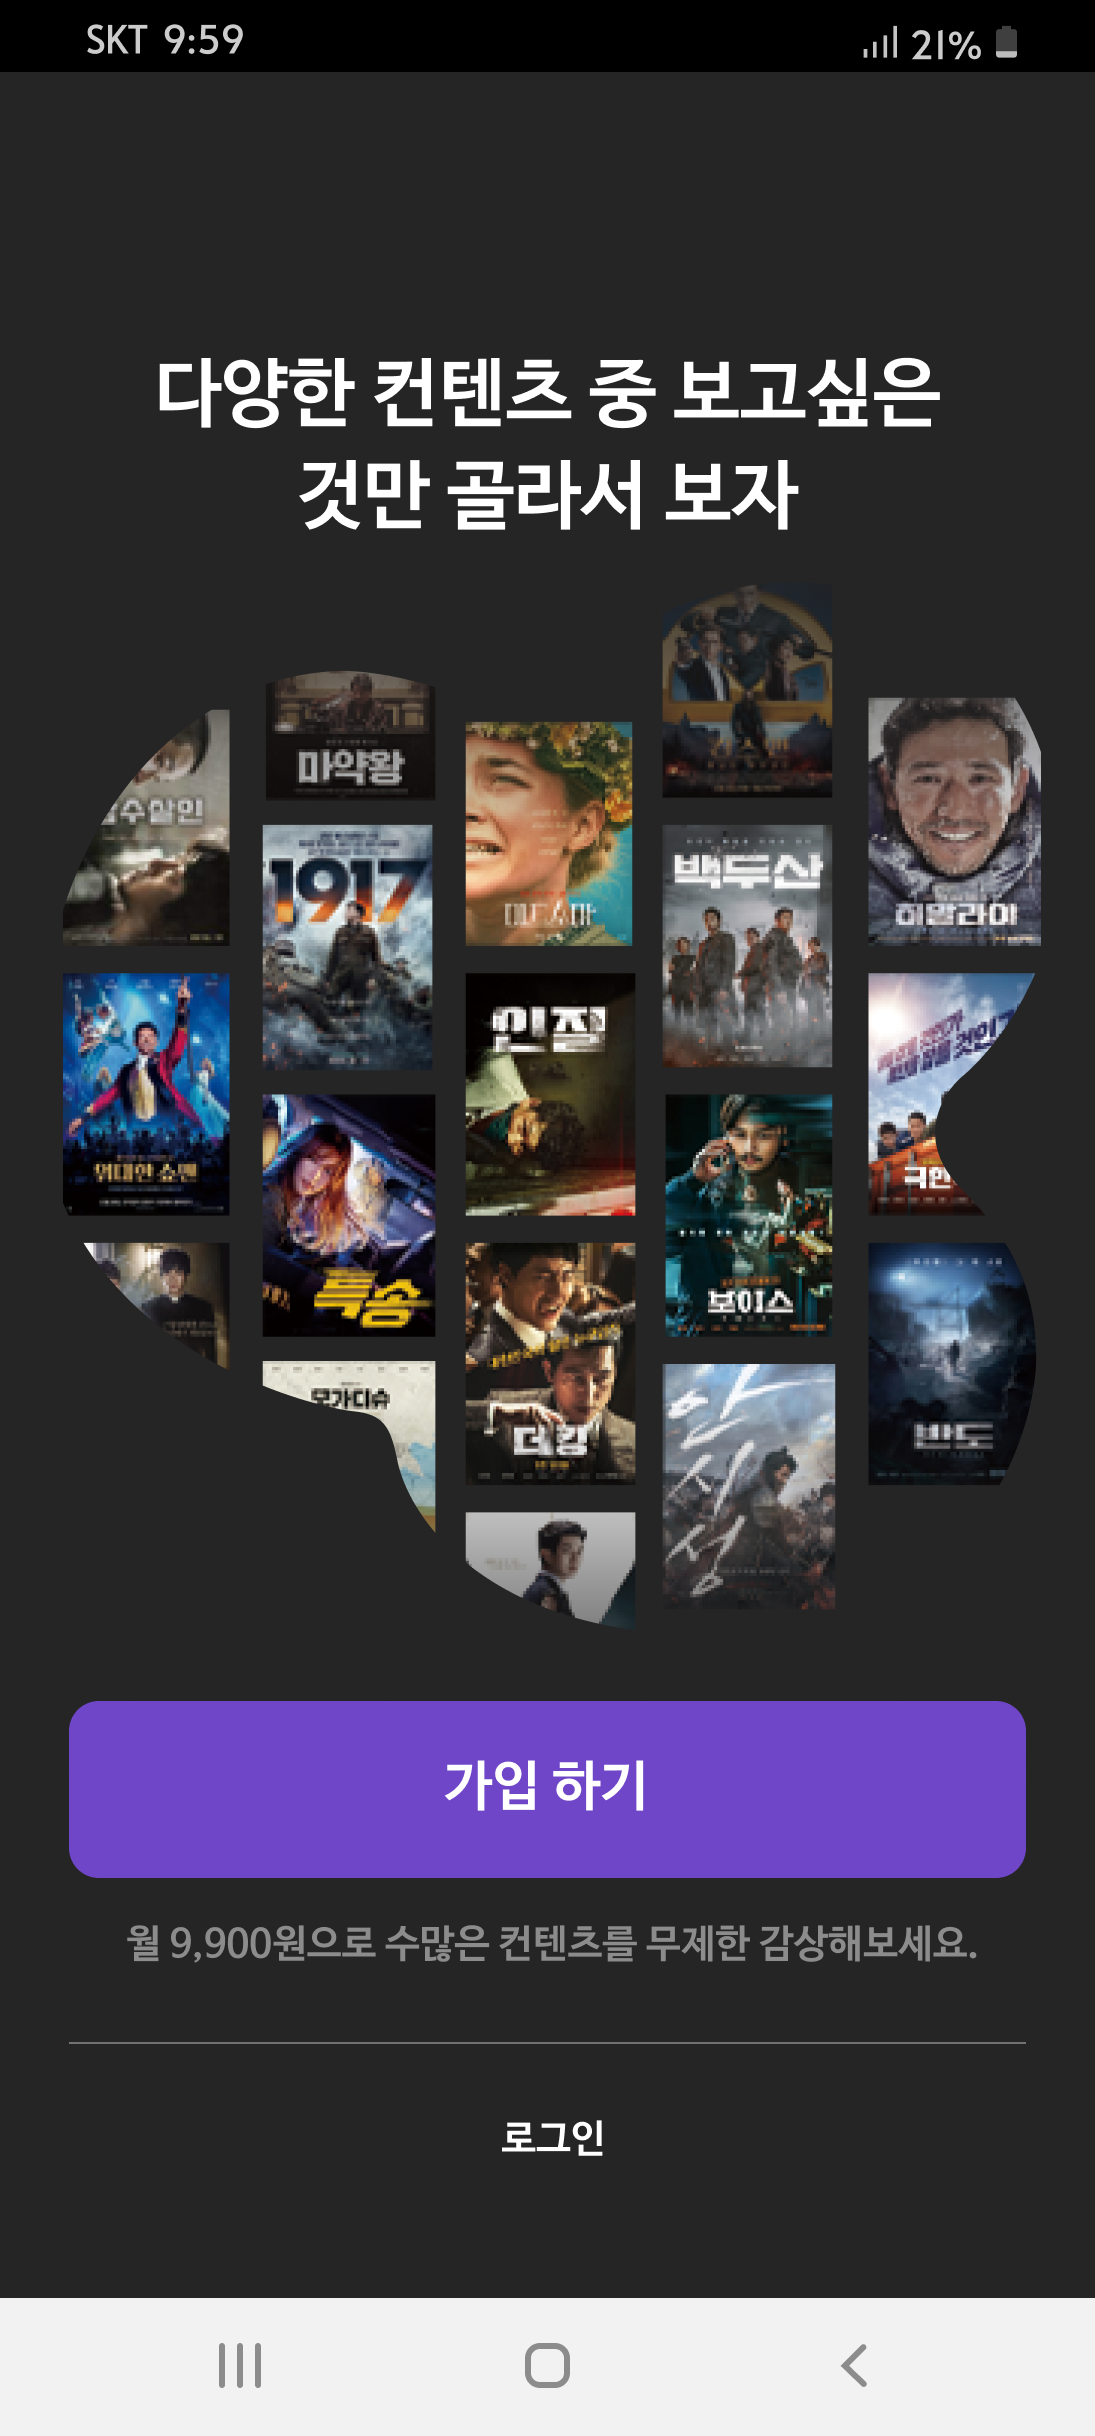 SKT 9:59
21%
다양한 컨텐츠 중 보고싶은
것만 골라서 보자
마약왕
수살인
1917
미드소마
백두산
히말라야
인질
위대한 쇼맨
극한
특송
보이스
더 킹
모가디슈
안시성
반도
가입 하기
월 9,900원으로 수많은 컨텐츠를 무제한 감상해보세요.
로그인